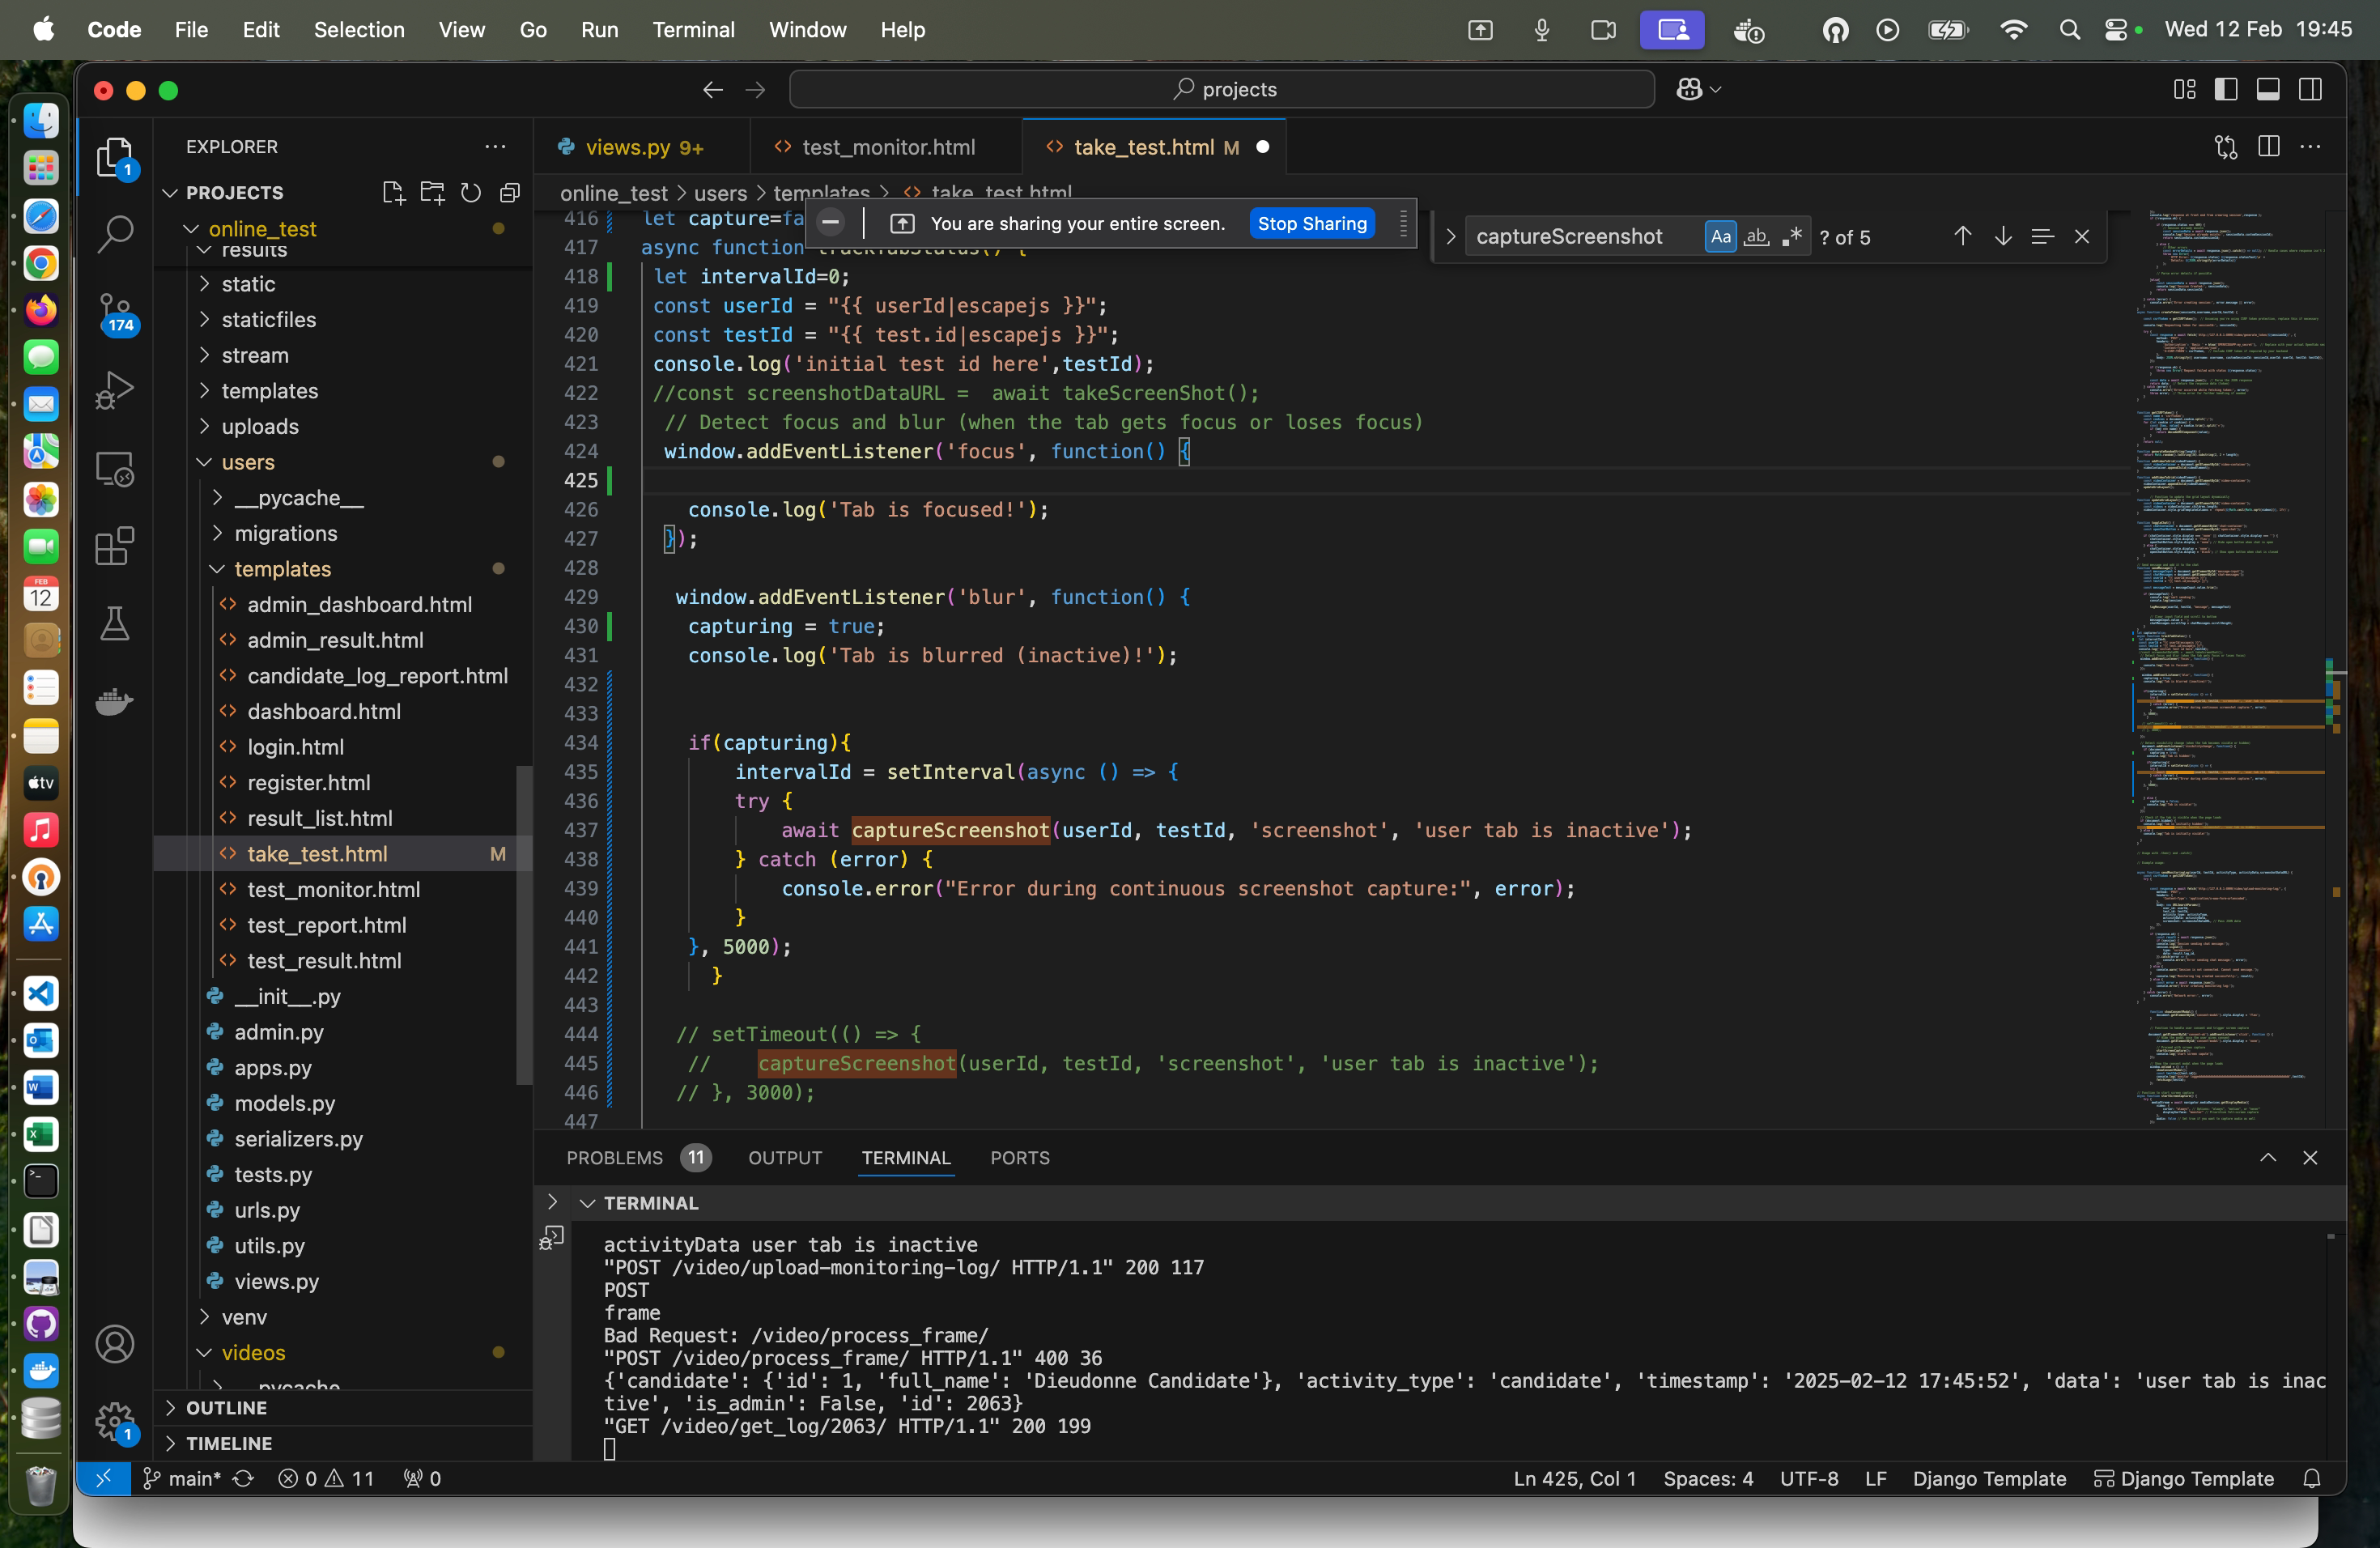 Code File Edit Selection View Go Run Terminal Window Help Wed 12 Feb 19:45
projects
EXPLORER
PROJECTS
online_test
results
static
staticfiles
stream
templates
uploads
users
__pycache__
migrations
templates
admin_dashboard.html
admin_result.html
candidate_log_report.html
dashboard.html
login.html
register.html
result_list.html
take_test.html M
test_monitor.html
test_report.html
test_result.html
__init__.py
admin.py
apps.py
models.py
serializers.py
tests.py
urls.py
utils.py
views.py
venv
videos
pycache
OUTLINE
TIMELINE
1
174
1
FEB
12
tv
views.py 9+ test_monitor.html take_test.html M
online_test > users > templates > take_test.html
You are sharing your entire screen. Stop Sharing
captureScreenshot Aa ab .* ? of 5
416 let capture=fa
417 async function trackTabStatus() {
418 let intervalId=0;
419 const userId = "{{ userId|escapejs }}";
420 const testId = "{{ test.id|escapejs }}";
421 console.log('initial test id here',testId);
422 //const screenshotDataURL =  await takeScreenShot();
423 // Detect focus and blur (when the tab gets focus or loses focus)
424 window.addEventListener('focus', function() {
425
426 console.log('Tab is focused!');
427 });
428
429 window.addEventListener('blur', function() {
430 capturing = true;
431 console.log('Tab is blurred (inactive)!');
432
433
434 if(capturing){
435 intervalId = setInterval(async () => {
436 try {
437 await captureScreenshot(userId, testId, 'screenshot', 'user tab is inactive');
438 } catch (error) {
439 console.error("Error during continuous screenshot capture:", error);
440 }
441 }, 5000);
442 }
443
444 // setTimeout(() => {
445 //    captureScreenshot(userId, testId, 'screenshot', 'user tab is inactive');
446 // }, 3000);
447
PROBLEMS 11 OUTPUT TERMINAL PORTS
TERMINAL
activityData user tab is inactive
"POST /video/upload-monitoring-log/ HTTP/1.1" 200 117
POST
frame
Bad Request: /video/process_frame/
"POST /video/process_frame/ HTTP/1.1" 400 36
{'candidate': {'id': 1, 'full_name': 'Dieudonne Candidate'}, 'activity_type': 'candidate', 'timestamp': '2025-02-12 17:45:52', 'data': 'user tab is inac
tive', 'is_admin': False, 'id': 2063}
"GET /video/get_log/2063/ HTTP/1.1" 200 199
main* 0 11 0 Ln 425, Col 1 Spaces: 4 UTF-8 LF Django Template Django Template